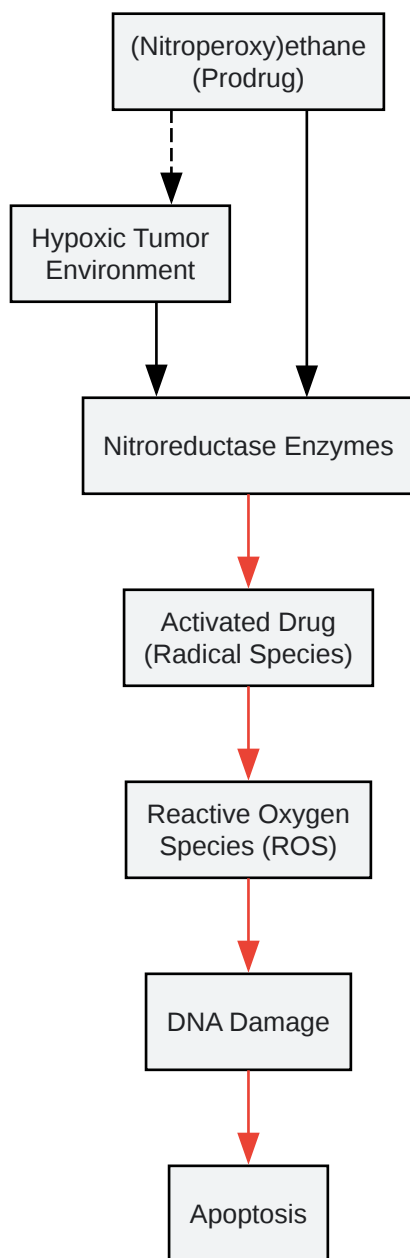 (Nitroperoxy)ethane
(Prodrug)
Hypoxic Tumor
Environment
Nitroreductase Enzymes
Activated Drug
(Radical Species)
Reactive Oxygen
Species (ROS)
DNA Damage
Apoptosis